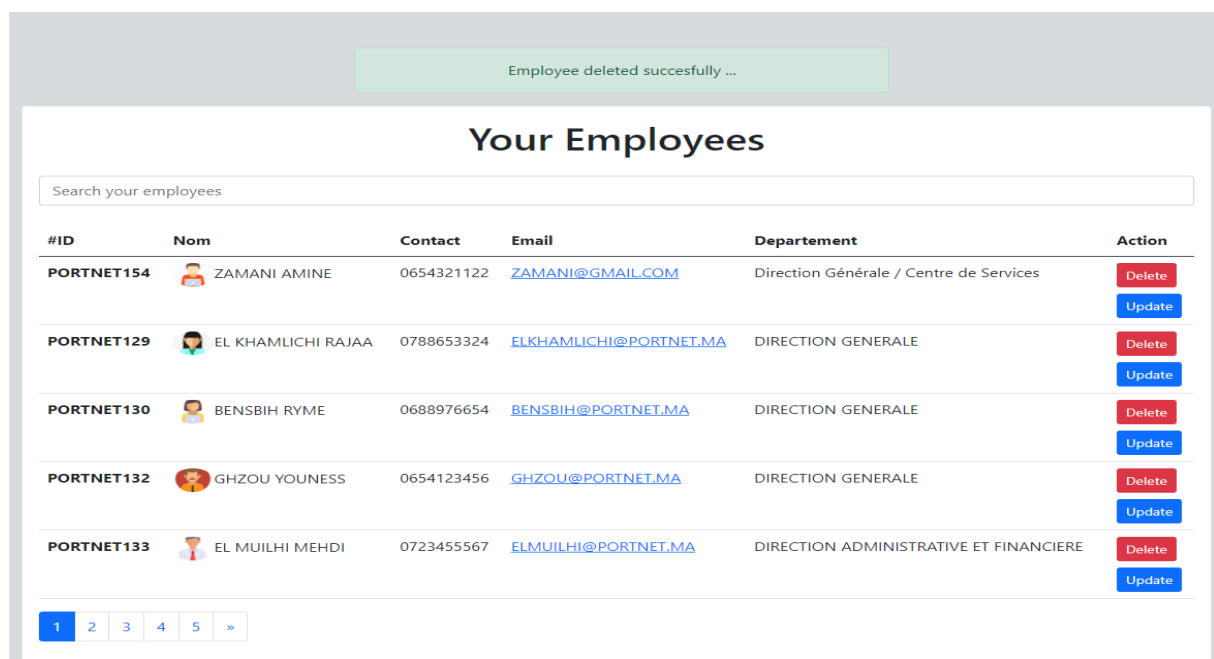 Employee deleted succesfully ...
Your Employees
Search your employees
#ID Nom Contact Email Departement Action
PORTNET154 ZAMANI AMINE 0654321122 ZAMANI@GMAIL.COM Direction Générale / Centre de Services Delete
Update
PORTNET129 EL KHAMLICHI RAJAA 0788653324 ELKHAMLICHI@PORTNET.MA DIRECTION GENERALE Delete
Update
PORTNET130 BENSBIH RYME 0688976654 BENSBIH@PORTNET.MA DIRECTION GENERALE Delete
Update
PORTNET132 GHZOU YOUNESS 0654123456 GHZOU@PORTNET.MA DIRECTION GENERALE Delete
Update
PORTNET133 EL MUILHI MEHDI 0723455567 ELMUILHI@PORTNET.MA DIRECTION ADMINISTRATIVE ET FINANCIERE Delete
Update
1 2 3 4 5 »